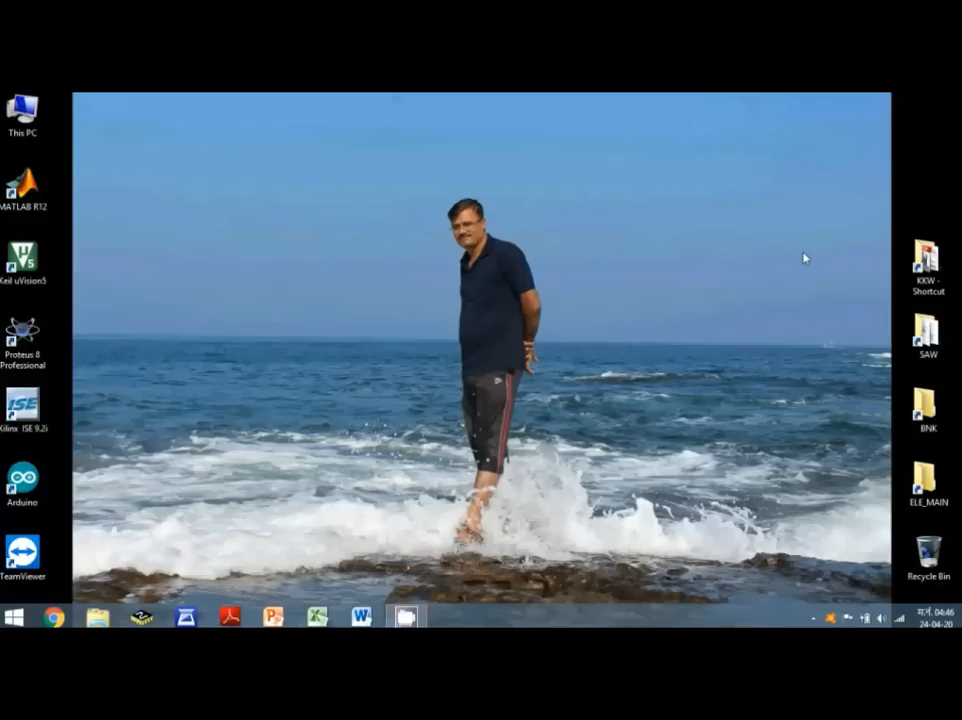 This PC
MATLAB R12
Keil uVision5
Proteus 8
Professional
ISE
Xilinx ISE 9.2i
Arduino
TeamViewer
KKW -
Shortcut
SAW
BNK
ELE_MAIN
Recycle Bin
म.नं. 04:46
24-04-20